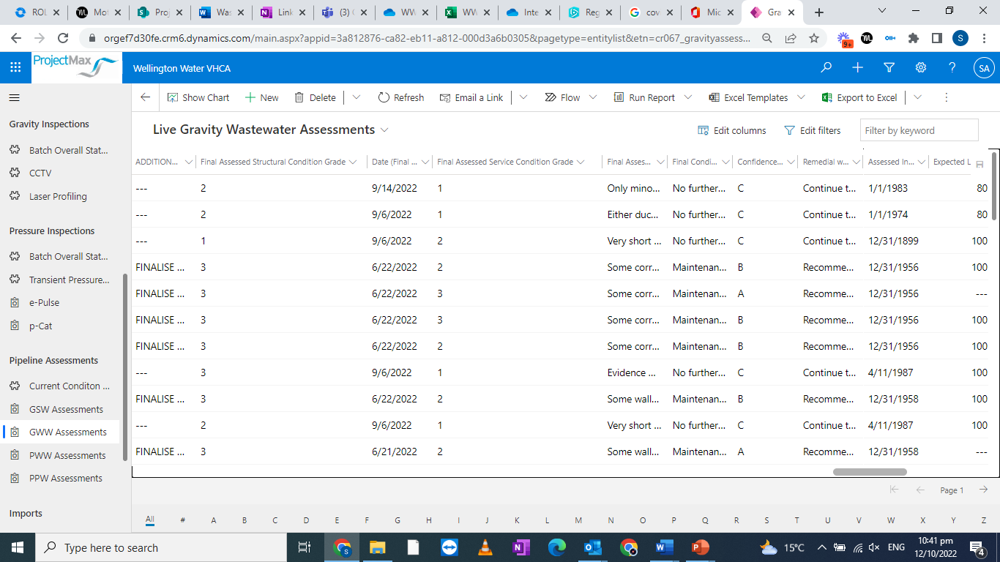 ROL
Mot
Proj
Was
Link
(3) C
WW
WW
Inte
Reg
cov
Mic
Gra
orgef7d30fe.crm6.dynamics.com/main.aspx?appid=3a812876-ca82-eb11-a812-000d3a6b0305&pagetype=entitylist&etn=cr067_gravityassess...
9+
S
ProjectMax
Wellington Water VHCA
SA
Show Chart
New
Delete
Refresh
Email a Link
Flow
Run Report
Excel Templates
Export to Excel
Live Gravity Wastewater Assessments
Edit columns
Edit filters
Filter by keyword
Gravity Inspections
Batch Overall Stat...
CCTV
Laser Profiling
Pressure Inspections
Batch Overall Stat...
Transient Pressure...
e-Pulse
p-Cat
Pipeline Assessments
Current Conditon ...
GSW Assessments
GWW Assessments
PWW Assessments
PPW Assessments
Imports
ADDITION... Final Assessed Structural Condition Grade Date (Final ... Final Assessed Service Condition Grade Final Asses... Final Condi... Confidence... Remedial w... Assessed In... Expected L
--- 2 9/14/2022 1 Only mino... No further... C Continue t... 1/1/1983 80
--- 2 9/6/2022 1 Either duc... No further... C Continue t... 1/1/1974 80
--- 1 9/6/2022 2 Very short ... No further... C Continue t... 12/31/1899 100
FINALISE ... 3 6/22/2022 2 Some corr... Maintenan... B Recomme... 12/31/1956 100
FINALISE ... 3 6/22/2022 3 Some corr... Maintenan... A Recomme... 12/31/1956 ---
FINALISE ... 3 6/22/2022 3 Some corr... Maintenan... B Recomme... 12/31/1956 100
FINALISE ... 3 6/22/2022 2 Some corr... Maintenan... B Recomme... 12/31/1956 100
--- 3 9/6/2022 1 Evidence ... No further... C Continue t... 4/11/1987 100
FINALISE ... 3 6/22/2022 2 Some wall... Maintenan... B Recomme... 12/31/1958 100
--- 2 9/6/2022 1 Very short ... No further... C Continue t... 4/11/1987 100
FINALISE ... 3 6/21/2022 2 Some wall... Maintenan... A Recomme... 12/31/1958 ---
Page 1
All # A B C D E F G H I J K L M N O P Q R S T U V W X Y Z
Type here to search
15°C
ENG
10:41 pm
12/10/2022
4